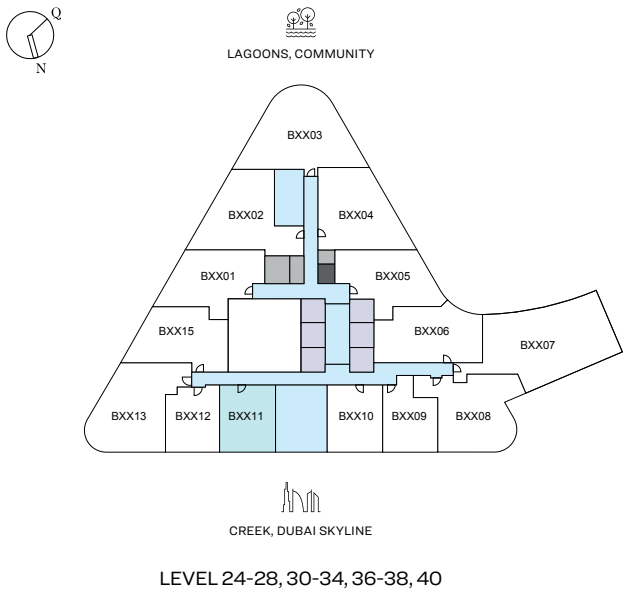 Q
N
LAGOONS, COMMUNITY
BXX03
BXX02
BXX04
BXX01
BXX05
BXX15
BXX06
BXX07
BXX13
BXX12
BXX11
BXX10
BXX09
BXX08
CREEK, DUBAI SKYLINE
LEVEL 24-28, 30-34, 36-38, 40